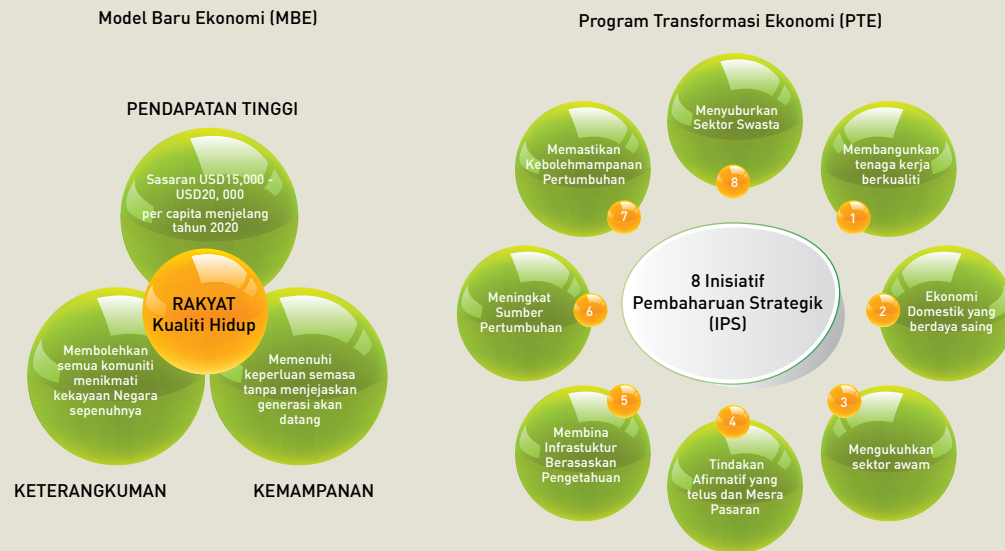 Model Baru Ekonomi (MBE)
PENDAPATAN TINGGI
Sasaran USD15,000 -
USD20, 000
per capita menjelang
tahun 2020
RAKYAT
Kualiti Hidup
Membolehkan
semua komuniti
menikmati
kekayaan Negara
sepenuhnya
Memenuhi
keperluan semasa
tanpa menjejaskan
generasi akan
datang
KETERANGKUMAN
KEMAMPANAN
Program Transformasi Ekonomi (PTE)
8 Inisiatif
Pembaharuan Strategik
(IPS)
Membangunkan
tenaga kerja
berkualiti
1
Ekonomi
Domestik yang
berdaya saing
2
Mengukuhkan
sektor awam
3
Tindakan
Afirmatif yang
telus dan Mesra
Pasaran
4
Membina
Infrastuktur
Berasaskan
Pengetahuan
5
Meningkat
Sumber
Pertumbuhan
6
Memastikan
Kebolehmampanan
Pertumbuhan
7
Menyuburkan
Sektor Swasta
8